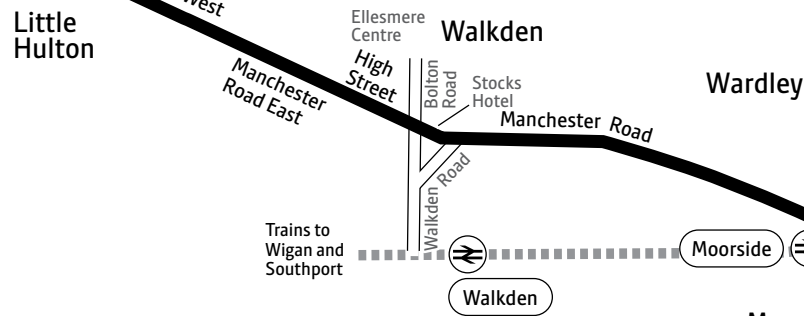 West
Little
Hulton
Ellesmere
Centre
Walkden
High
Street
Bolton
Road
Stocks
Hotel
Wardley
Manchester
Road East
Manchester Road
Walkden Road
Trains to
Wigan and
Southport
Moorside
Walkden